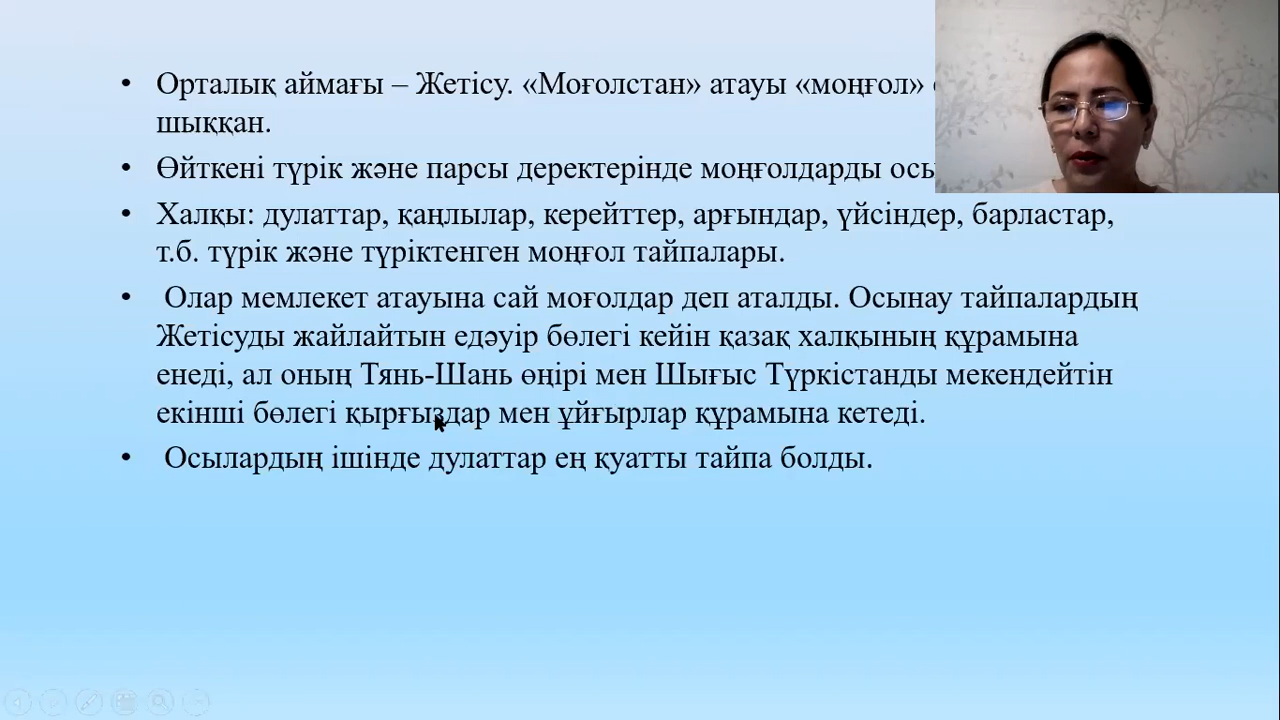 • Орталық аймағы – Жетісу. «Моғолстан» атауы «моңғол»
шыққан.
• Өйткені түрік және парсы деректерінде моңғолдарды
• Халқы: дулаттар, қаңлылар, керейттер, арғындар, үйсіндер, барластар,
т.б. түрік және түріктенген моңғол тайпалары.
• Олар мемлекет атауына сай моғолдар деп аталды. Осынау тайпалардың
Жетісуды жайлайтын едәуір бөлегі кейін қазақ халқының құрамына
енеді, ал оның Тянь-Шань өңірі мен Шығыс Түркістанды мекендейтін
екінші бөлегі қырғыздар мен ұйғырлар құрамына кетеді.
• Осылардың ішінде дулаттар ең қуатты тайпа болды.